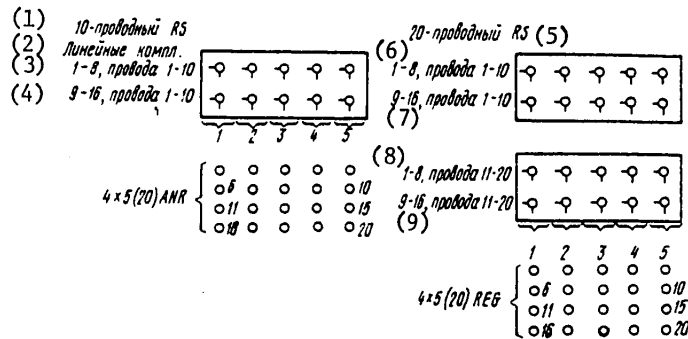 (1) 10-проводный RS
(2) Линейные компл.
(3) 1-8, провода 1-10
(4) 9-16, провода 1-10
1 2 3 4 5
4×5(20) ANR
6 10
11 15
16 20
20-проводный RS (5)
(6)
1-8, провода 1-10
9-16, провода 1-10
(7)
(8)
1-8, провода 11-20
9-16, провода 11-20
(9)
1 2 3 4 5
4×5(20) REG
6 10
11 15
16 20